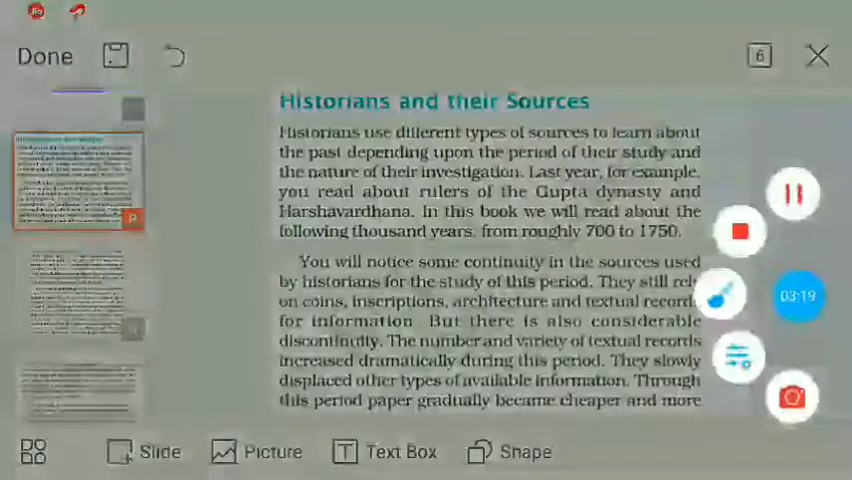 Done
6
Historians and their Sources
Historians use different types of sources to learn about
the past depending upon the period of their study and
the nature of their investigation. Last year, for example,
you read about rulers of the Gupta dynasty and
Harshavardhana. In this book we will read about the
following thousand years, from roughly 700 to 1750.
You will notice some continuity in the sources used
by historians for the study of this period. They still rely
on coins, inscriptions, architecture and textual records
for information. But there is also considerable
discontinuity. The number and variety of textual records
increased dramatically during this period. They slowly
displaced other types of available information. Through
this period paper gradually became cheaper and more
03:19
Slide
Picture
Text Box
Shape